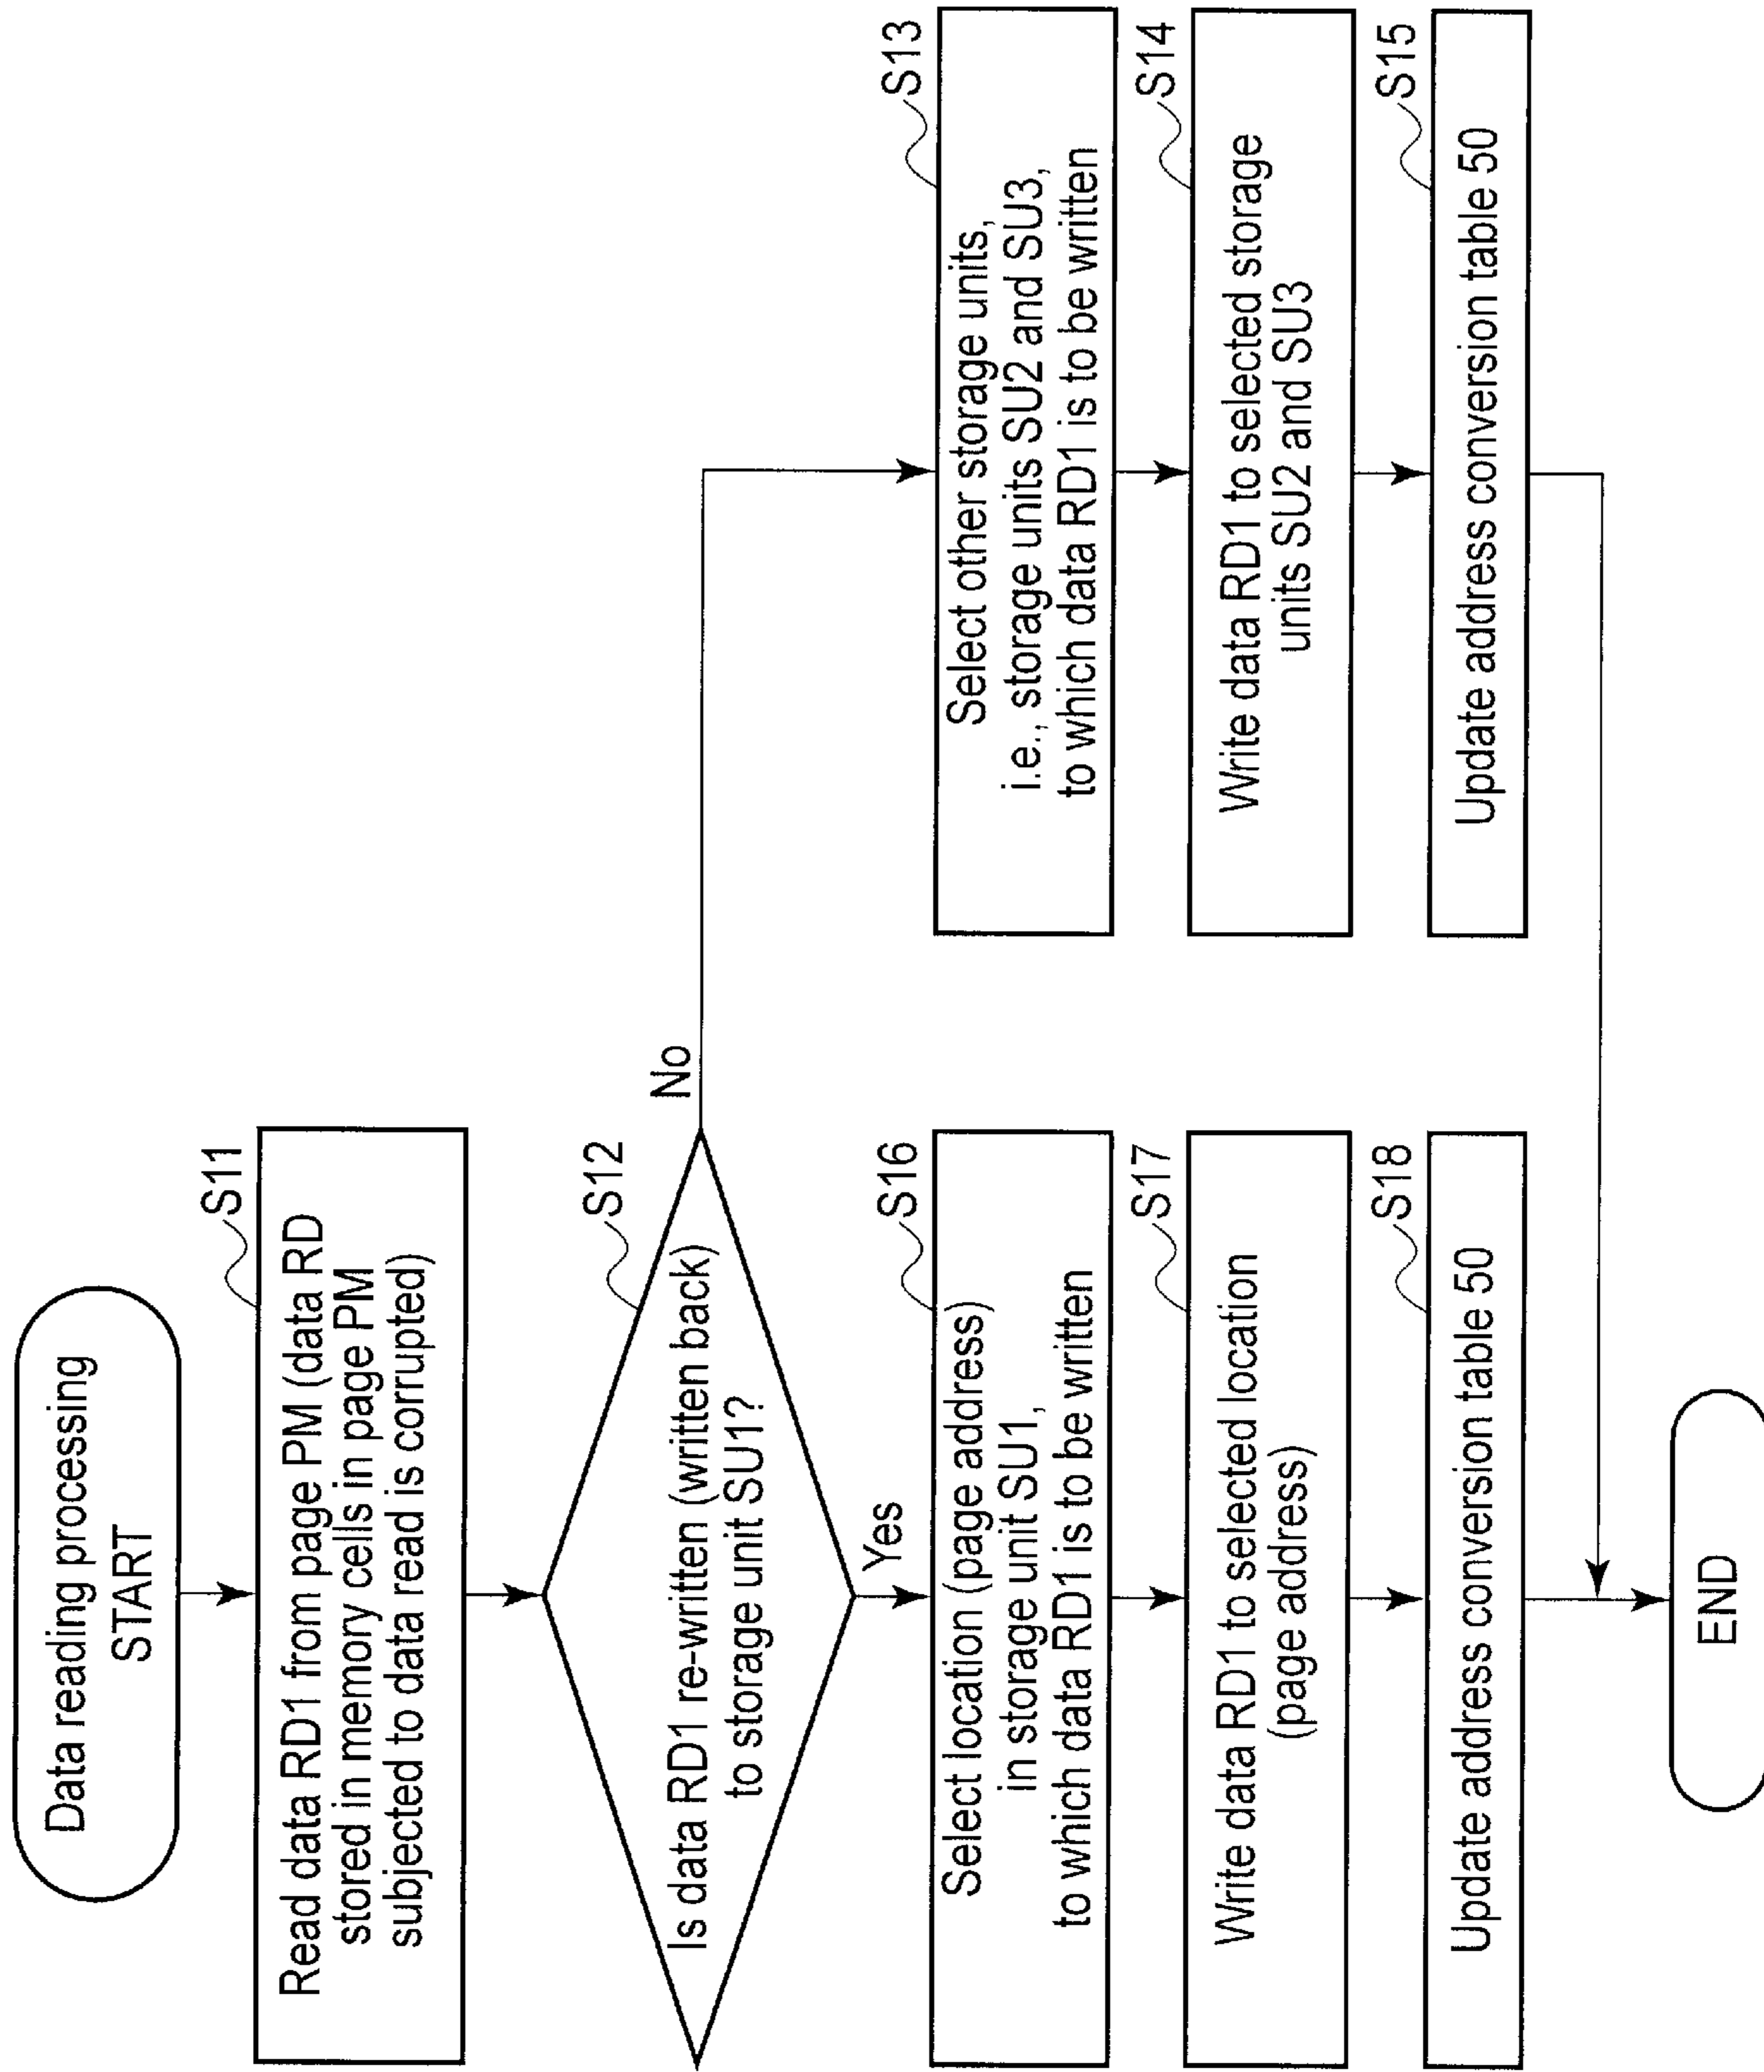 Data reading processing
START
S11
Read data RD1 from page PM (data RD
stored in memory cells in page PM
subjected to data read is corrupted)
S12
Is data RD1 re-written (written back)
to storage unit SU1?
No
Yes
S16
Select location (page address)
in storage unit SU1,
to which data RD1 is to be written
S17
Write data RD1 to selected location
(page address)
S18
Update address conversion table 50
S13
Select other storage units,
i.e., storage units SU2 and SU3,
to which data RD1 is to be written
S14
Write data RD1 to selected storage
units SU2 and SU3
S15
Update address conversion table 50
END